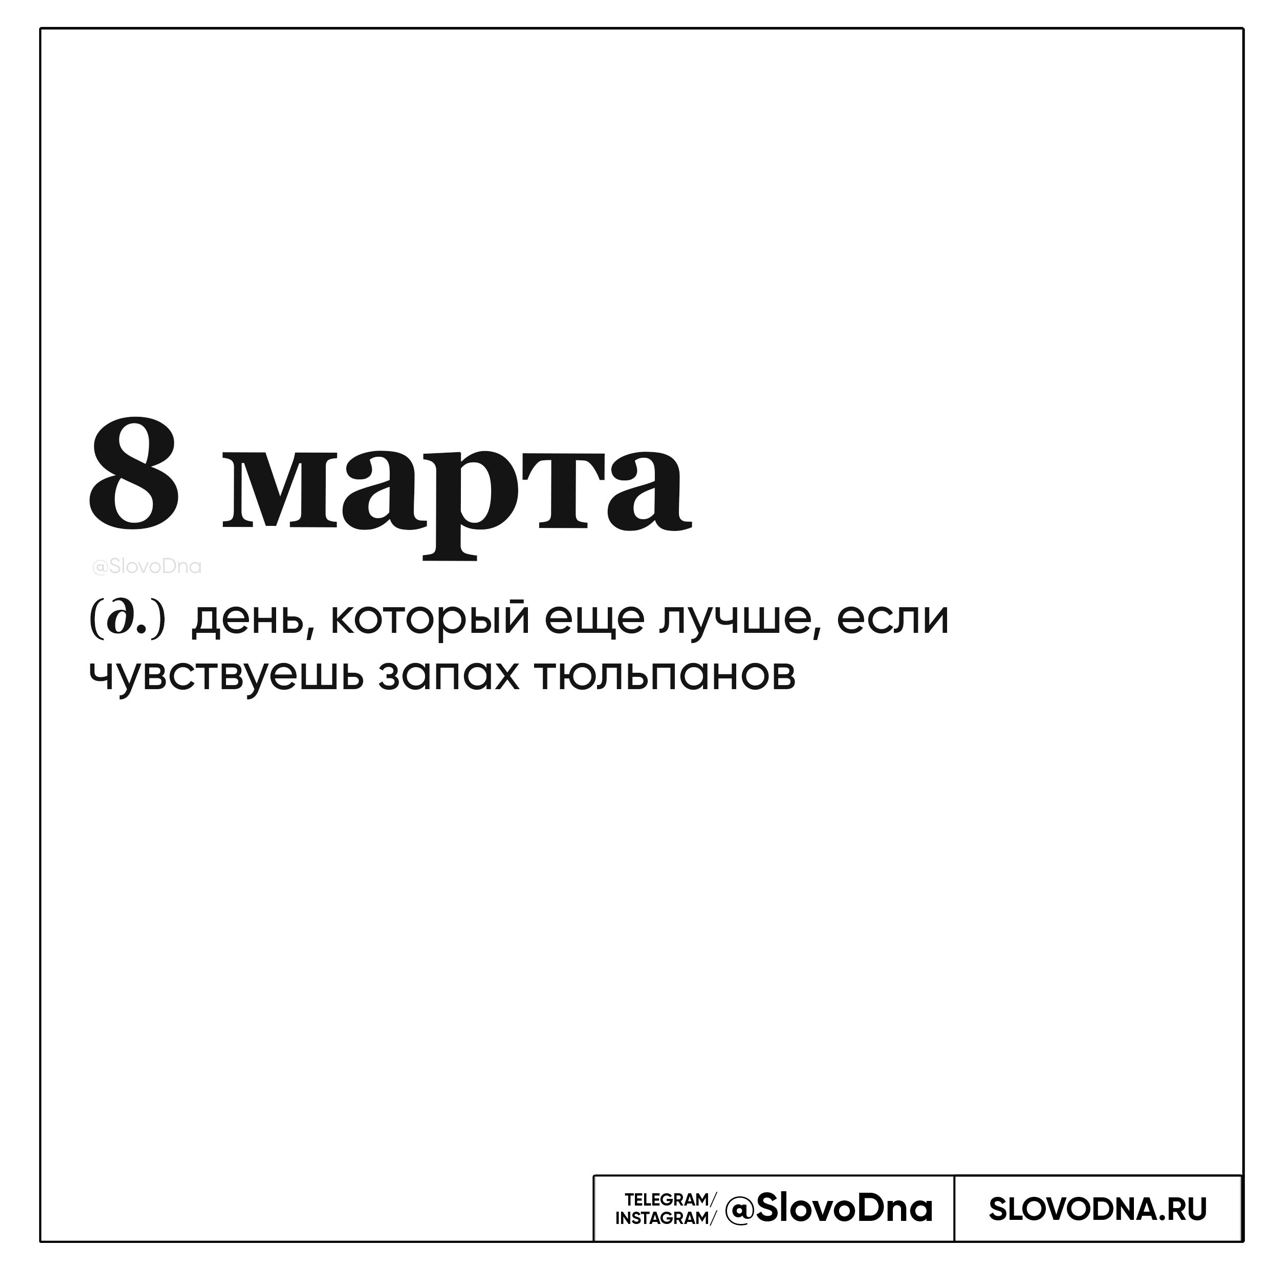 8 марта
@SlovoDna
(д.) день, который еще лучше, если
чувствуешь запах тюльпанов
TELEGRAM/
INSTAGRAM/
@SlovoDna
SLOVODNA.RU